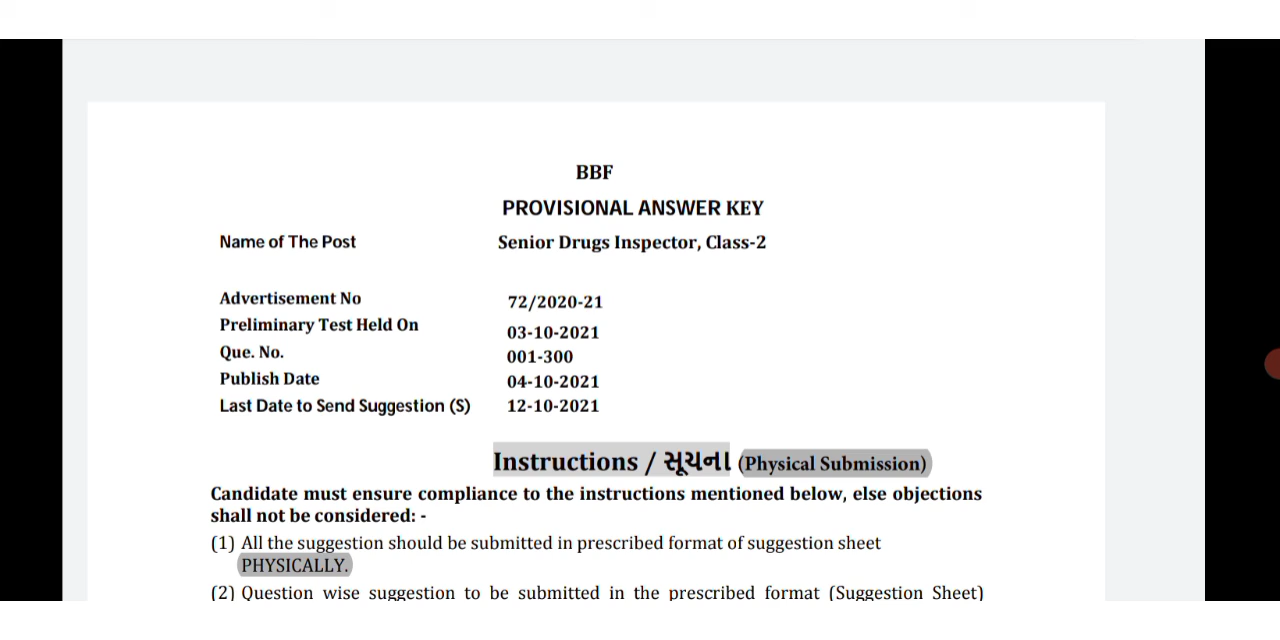 BBF
PROVISIONAL ANSWER KEY
Name of The Post Senior Drugs Inspector, Class-2
Advertisement No 72/2020-21
Preliminary Test Held On 03-10-2021
Que. No. 001-300
Publish Date 04-10-2021
Last Date to Send Suggestion (S) 12-10-2021
Instructions / સૂચના (Physical Submission)
Candidate must ensure compliance to the instructions mentioned below, else objections
shall not be considered: -
(1) All the suggestion should be submitted in prescribed format of suggestion sheet
PHYSICALLY.
(2) Question wise suggestion to be submitted in the prescribed format (Suggestion Sheet)